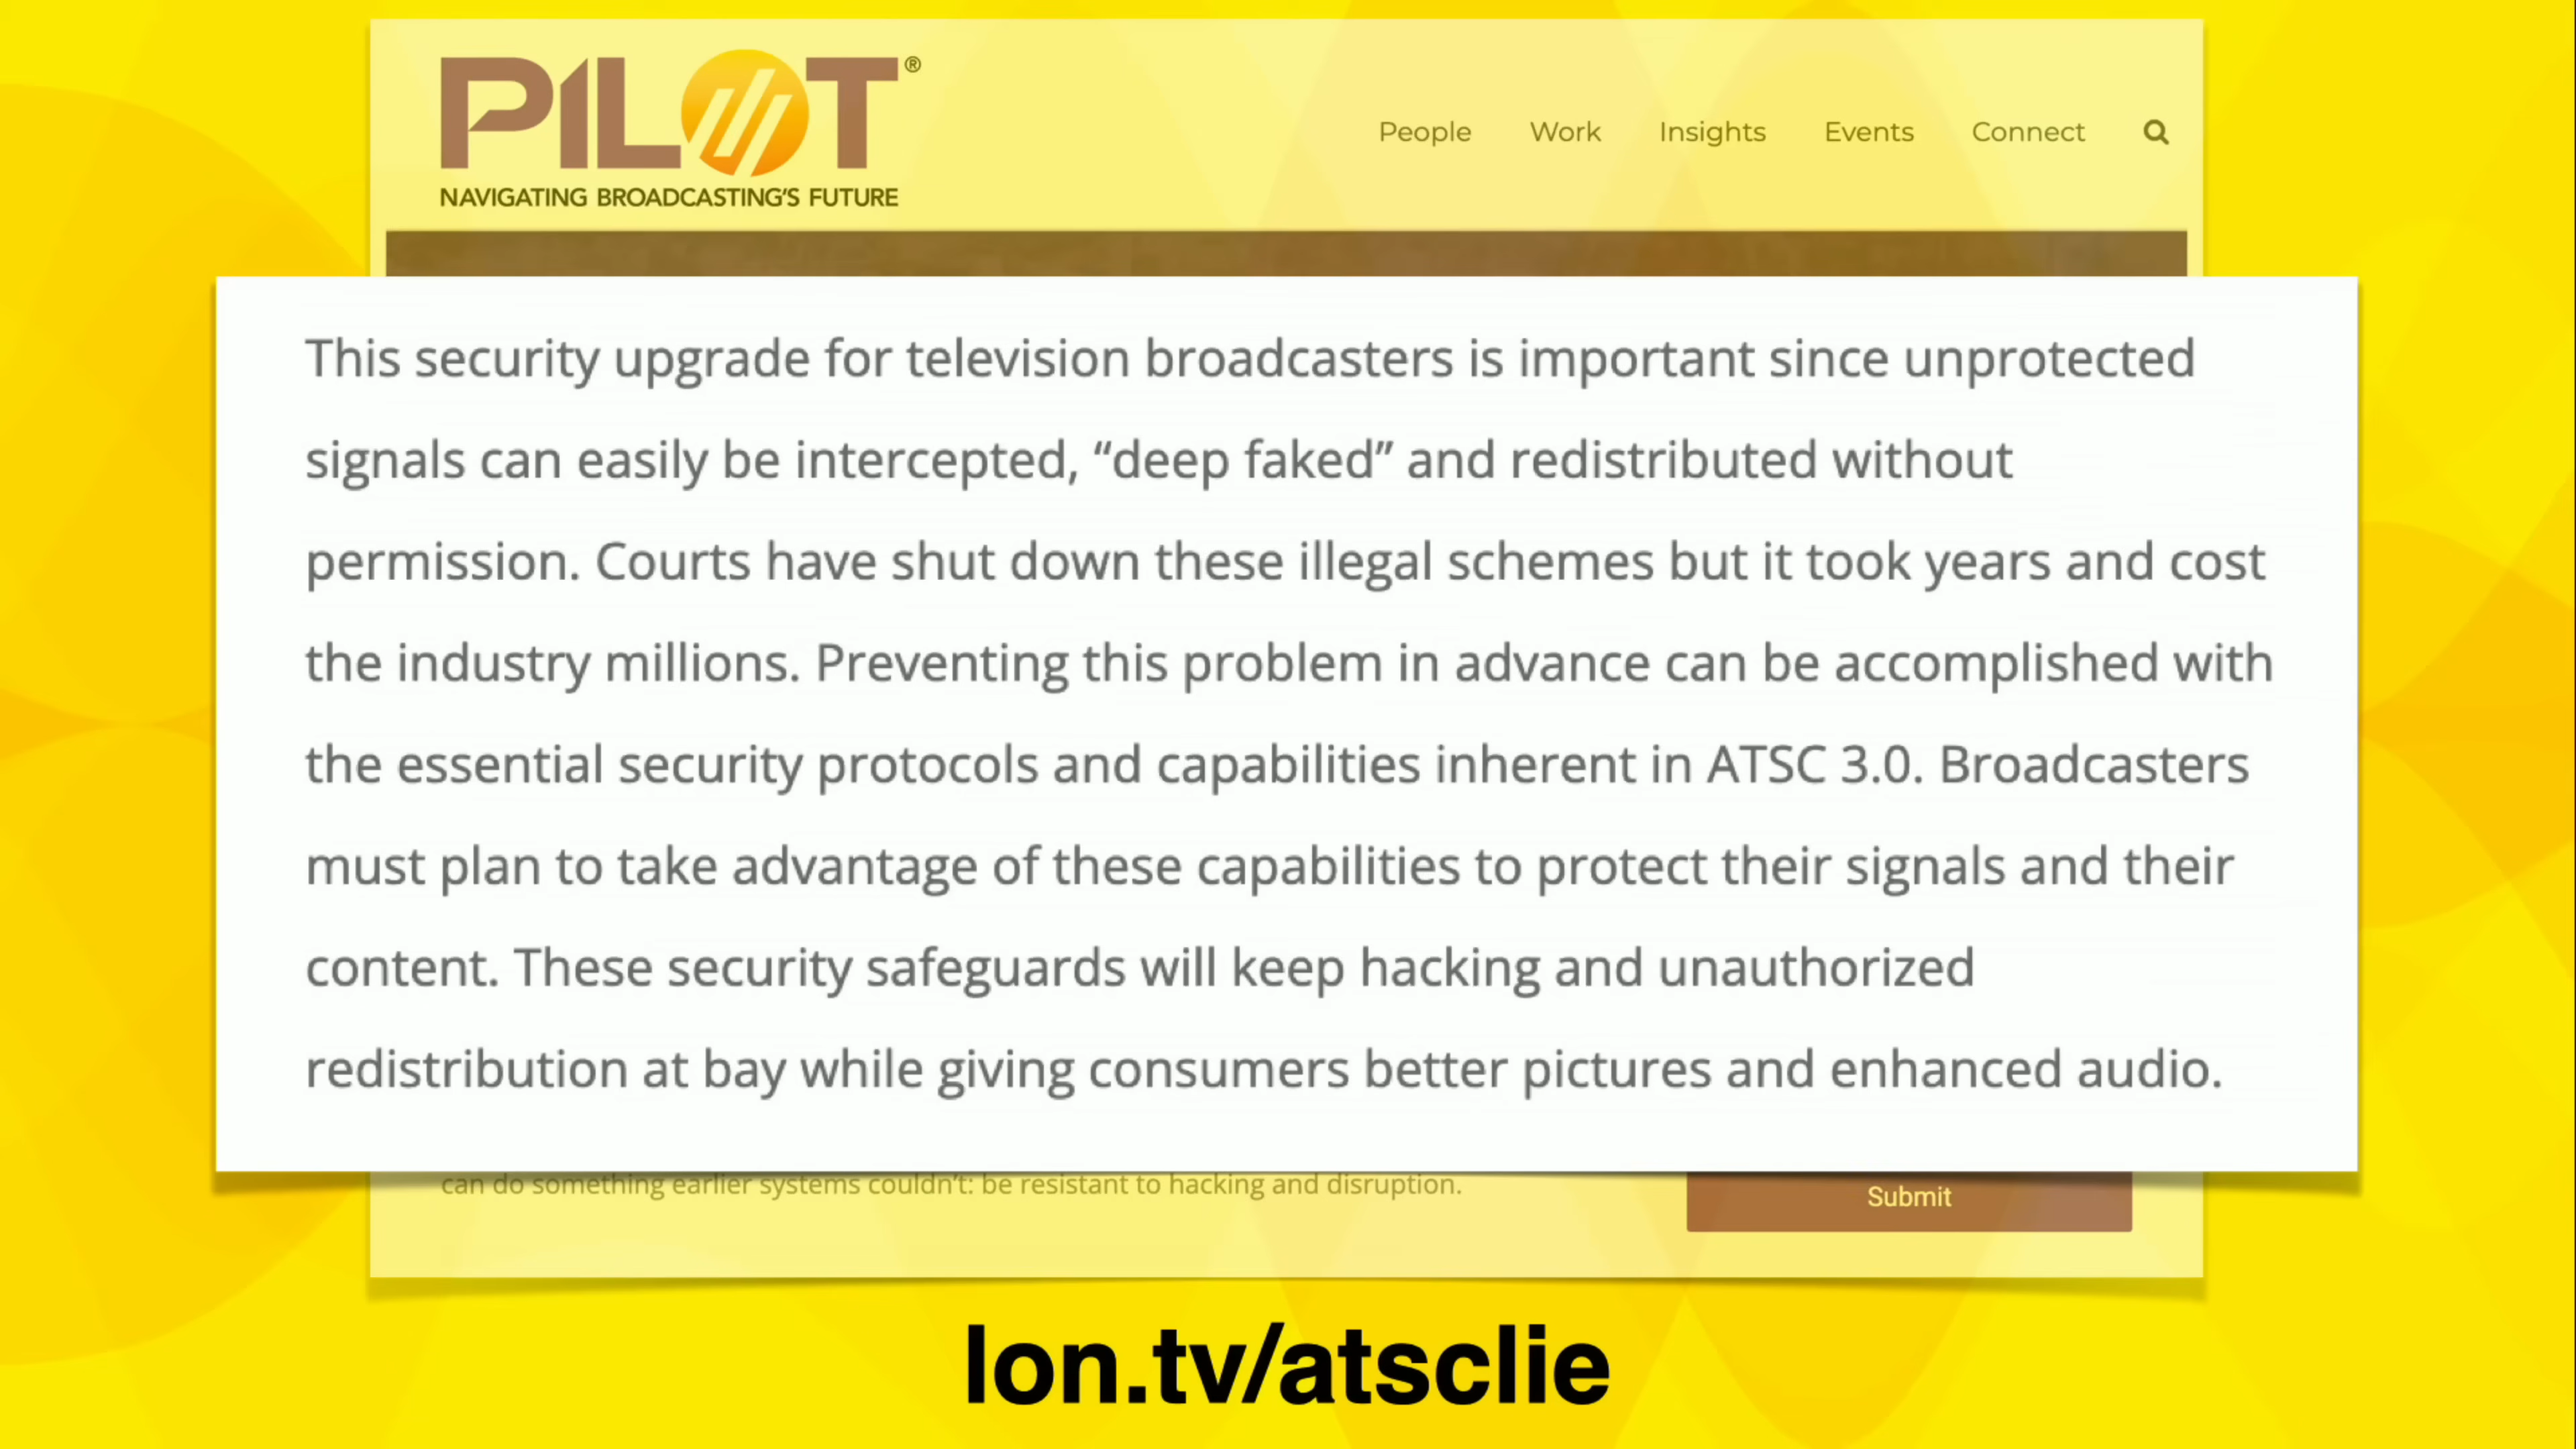 PILOT®
NAVIGATING BROADCASTING'S FUTURE
People Work Insights Events Connect
This security upgrade for television broadcasters is important since unprotected
signals can easily be intercepted, “deep faked” and redistributed without
permission. Courts have shut down these illegal schemes but it took years and cost
the industry millions. Preventing this problem in advance can be accomplished with
the essential security protocols and capabilities inherent in ATSC 3.0. Broadcasters
must plan to take advantage of these capabilities to protect their signals and their
content. These security safeguards will keep hacking and unauthorized
redistribution at bay while giving consumers better pictures and enhanced audio.
can do something earlier systems couldn't: be resistant to hacking and disruption.
Submit
lon.tv/atsclie